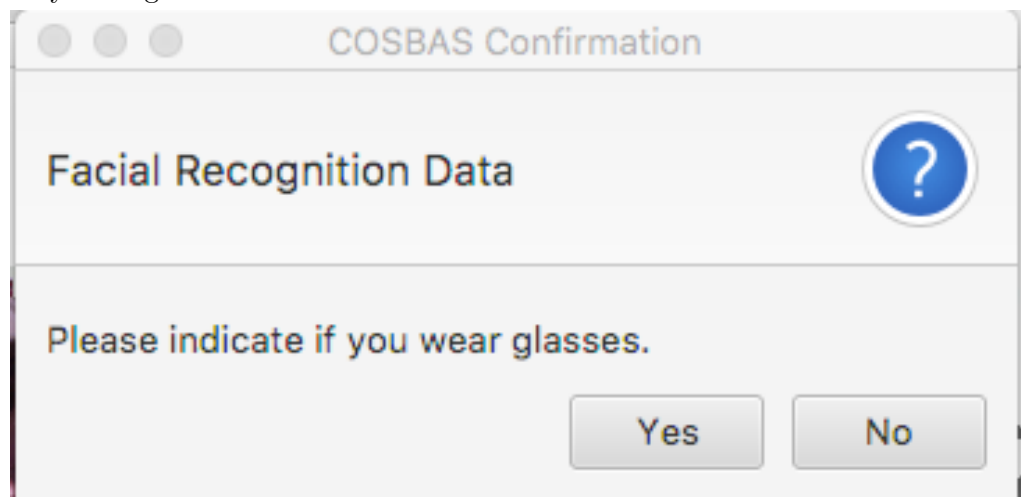 COSBAS Confirmation
Facial Recognition Data
?
Please indicate if you wear glasses.
Yes No